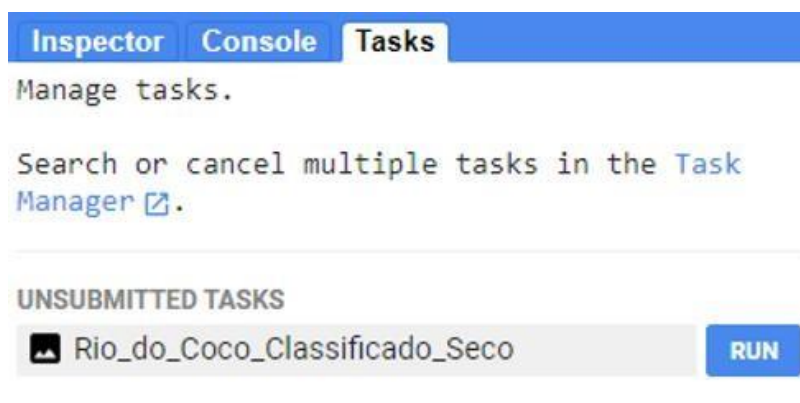 Inspector Console Tasks
Manage tasks.
Search or cancel multiple tasks in the Task
Manager.
UNSUBMITTED TASKS
Rio_do_Coco_Classificado_Seco RUN